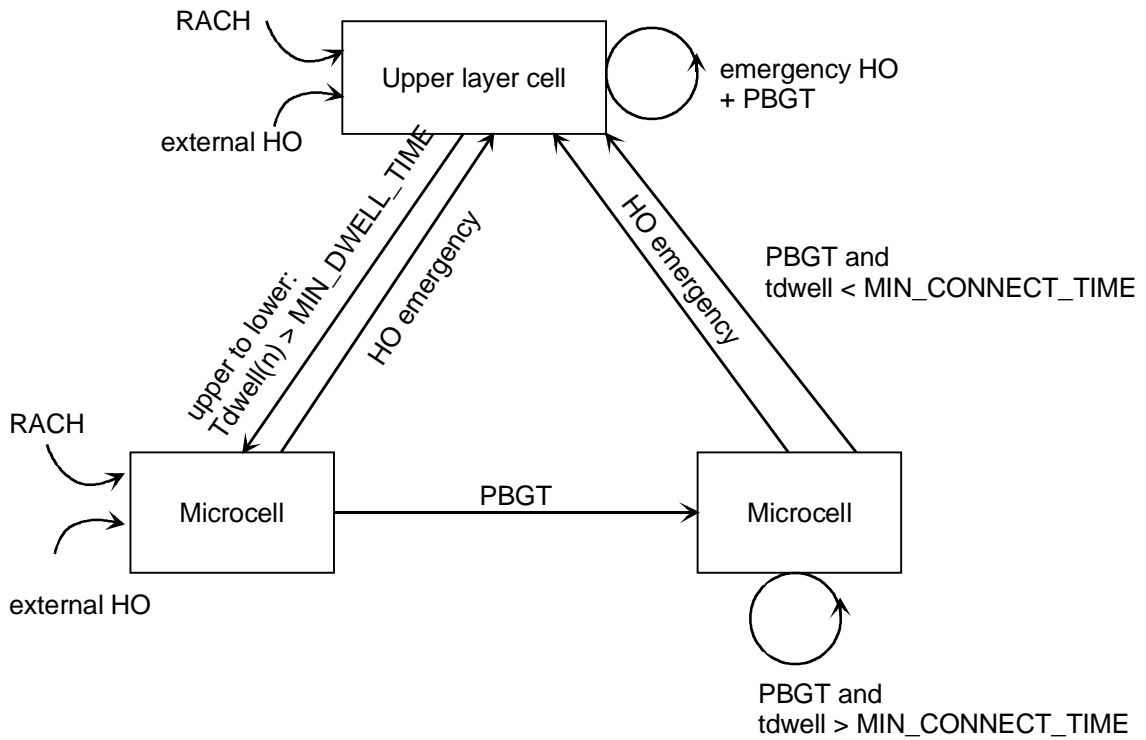 RACH
Upper layer cell
emergency HO
+ PBGT
external HO
upper to lower:
Tdwell(n) > MIN_DWELL_TIME
HO emergency
HO emergency
PBGT and
tdwell < MIN_CONNECT_TIME
RACH
Microcell
PBGT
Microcell
external HO
PBGT and
tdwell > MIN_CONNECT_TIME